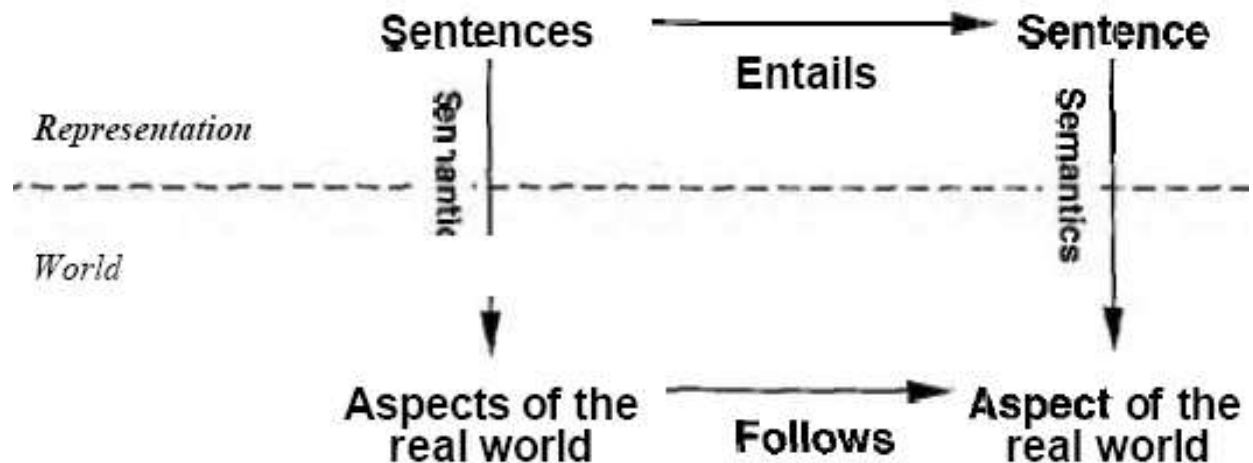 Sentences
Sentence
Entails
Semantics
Representation
World
Aspects of the
real world
Follows
Aspect of the
real world